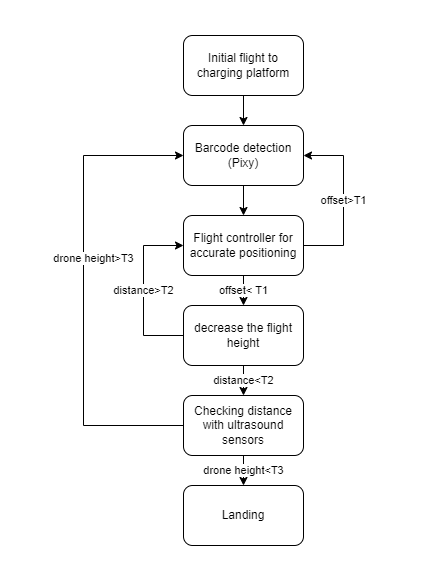 Initial flight to
charging platform
Barcode detection
(Pixy)
offset>T1
Flight controller for
accurate positioning
drone height>T3
distance>T2
offset< T1
decrease the flight
height
distance<T2
Checking distance
with ultrasound
sensors
drone height<T3
Landing